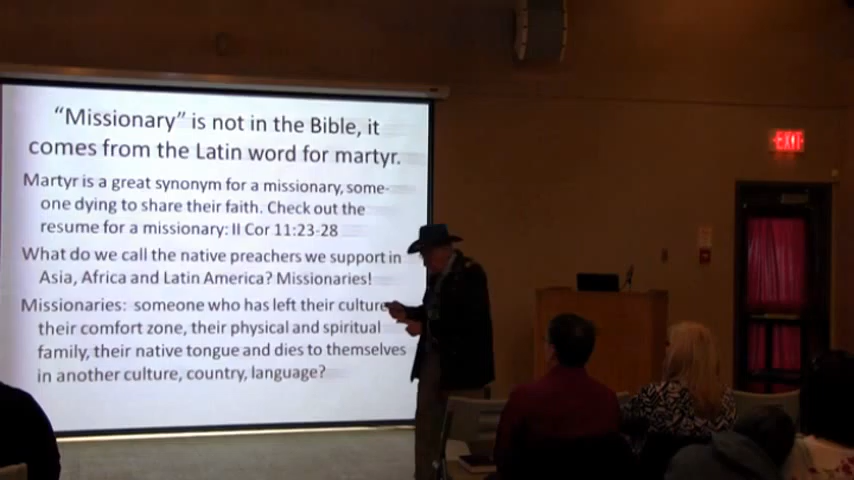 “Missionary” is not in the Bible, it
comes from the Latin word for martyr.
Martyr is a great synonym for a missionary, some-
one dying to share their faith. Check out the
resume for a missionary: II Cor 11:23-28
What do we call the native preachers we support in
Asia, Africa and Latin America? Missionaries!
Missionaries: someone who has left their culture
their comfort zone, their physical and spiritual
family, their native tongue and dies to themselves
in another culture, country, language?
EXIT